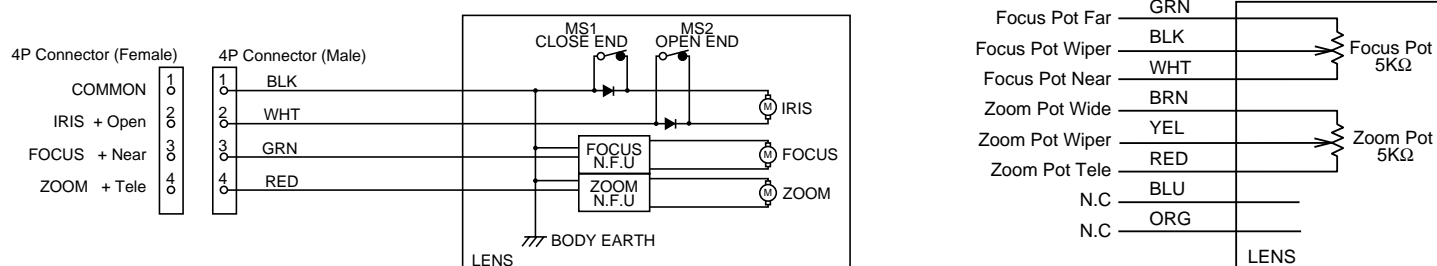 4P Connector (Female)
4P Connector (Male)
COMMON 1
IRIS + Open 2
FOCUS + Near 3
ZOOM + Tele 4
1 BLK
2 WHT
3 GRN
4 RED
MS1
CLOSE END
MS2
OPEN END
M IRIS
FOCUS
N.F.U
M FOCUS
ZOOM
N.F.U
M ZOOM
BODY EARTH
LENS
Focus Pot Far GRN
Focus Pot Wiper BLK
Focus Pot Near WHT
Zoom Pot Wide BRN
Zoom Pot Wiper YEL
Zoom Pot Tele RED
N.C BLU
N.C ORG
Focus Pot
5KΩ
Zoom Pot
5KΩ
LENS